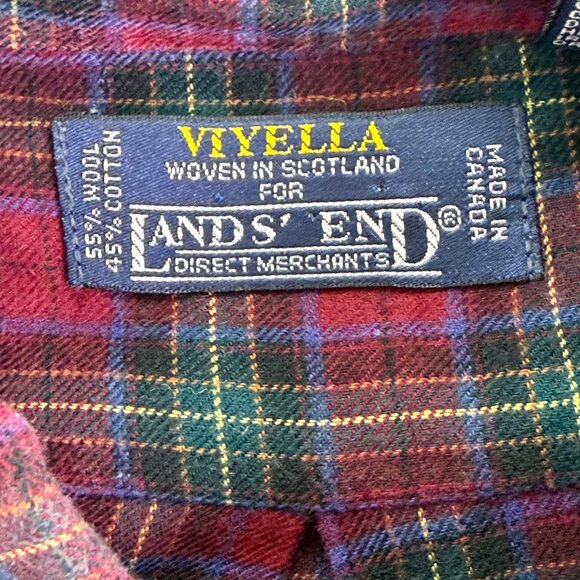 VIYELLA
WOVEN IN SCOTLAND
FOR
LANDS' END®
DIRECT MERCHANTS
55% WOOL
45% COTTON
MADE IN
CANADA